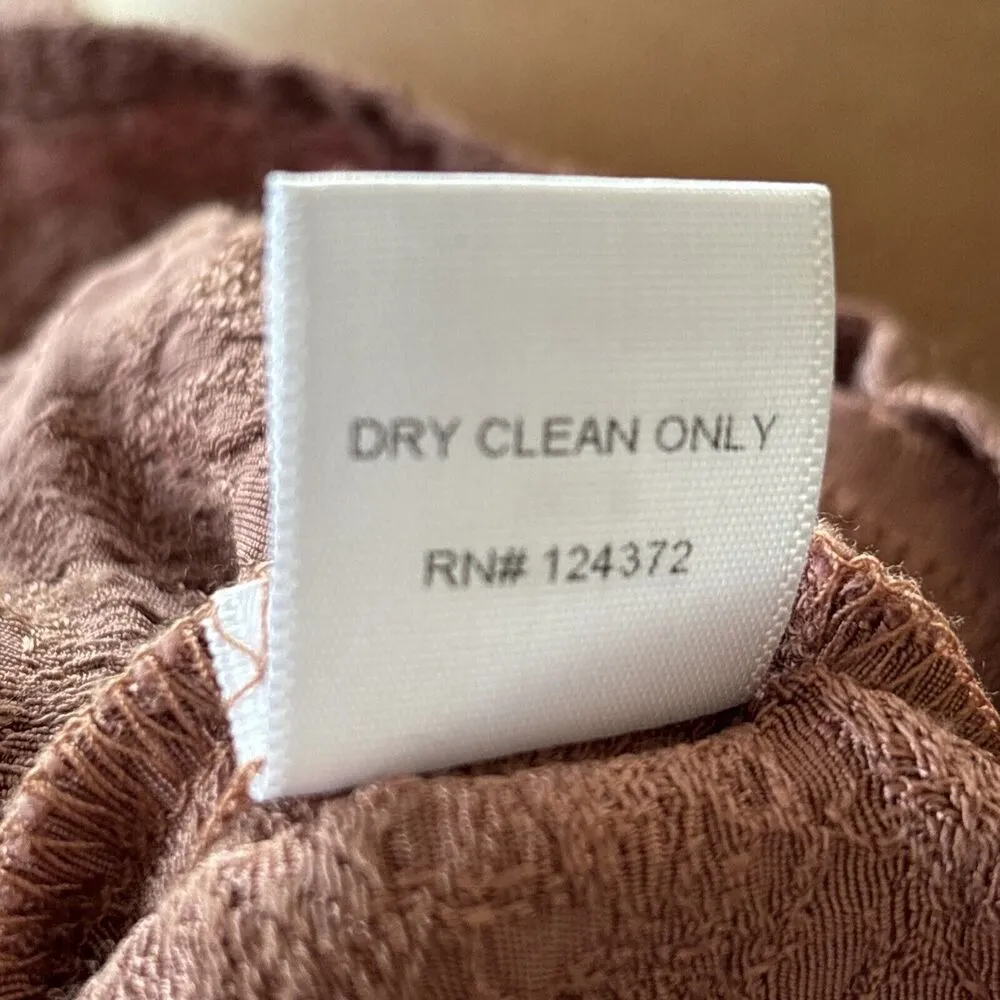 DRY CLEAN ONLY
RN# 124372